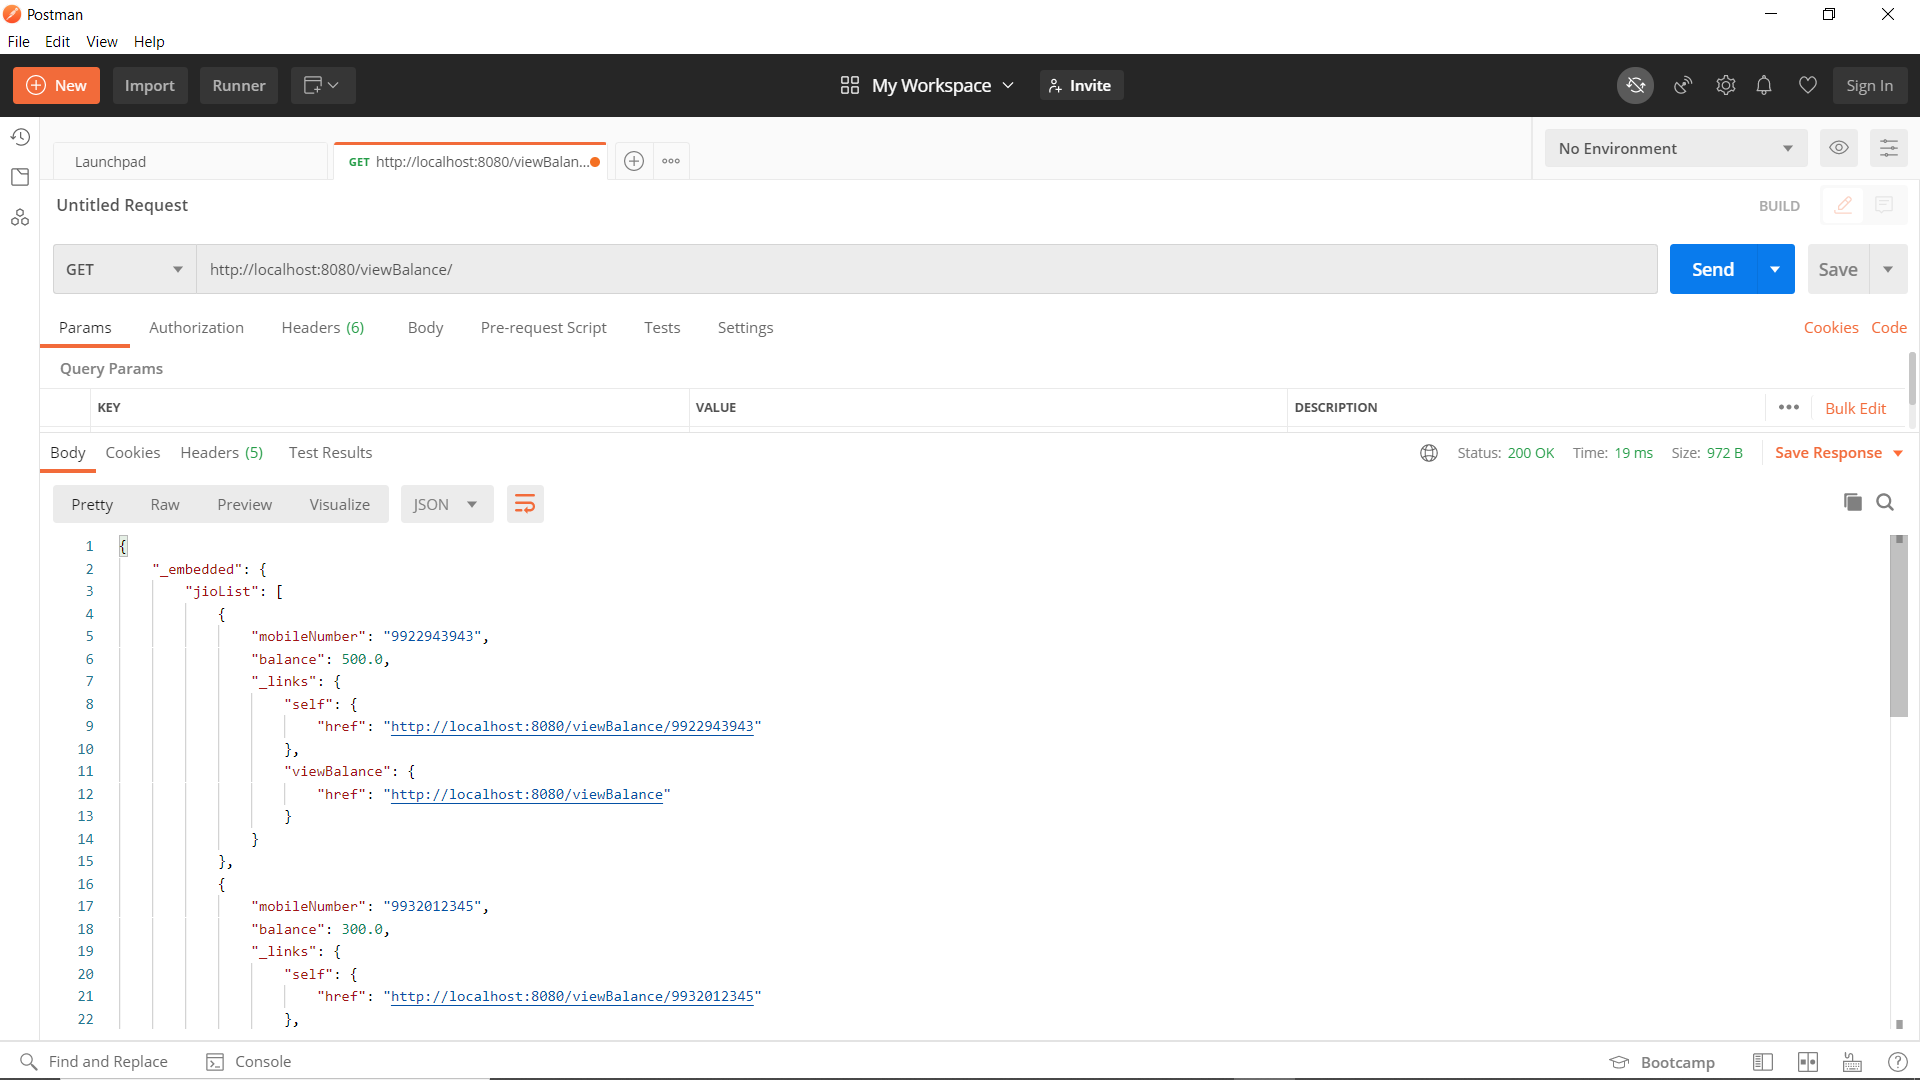 Postman
File Edit View Help
New Import Runner My Workspace Invite Sign In
Launchpad GET http://localhost:8080/viewBalan... No Environment
Untitled Request BUILD
GET http://localhost:8080/viewBalance/ Send Save
Params Authorization Headers (6) Body Pre-request Script Tests Settings Cookies Code
Query Params
KEY VALUE DESCRIPTION Bulk Edit
Body Cookies Headers (5) Test Results Status: 200 OK Time: 19 ms Size: 972 B Save Response
Pretty Raw Preview Visualize JSON
1 {
2 "_embedded": {
3 "jioList": [
4 {
5 "mobileNumber": "9922943943",
6 "balance": 500.0,
7 "_links": {
8 "self": {
9 "href": "http://localhost:8080/viewBalance/9922943943"
10 },
11 "viewBalance": {
12 "href": "http://localhost:8080/viewBalance"
13 }
14 }
15 },
16 {
17 "mobileNumber": "9932012345",
18 "balance": 300.0,
19 "_links": {
20 "self": {
21 "href": "http://localhost:8080/viewBalance/9932012345"
22 },
Find and Replace Console Bootcamp